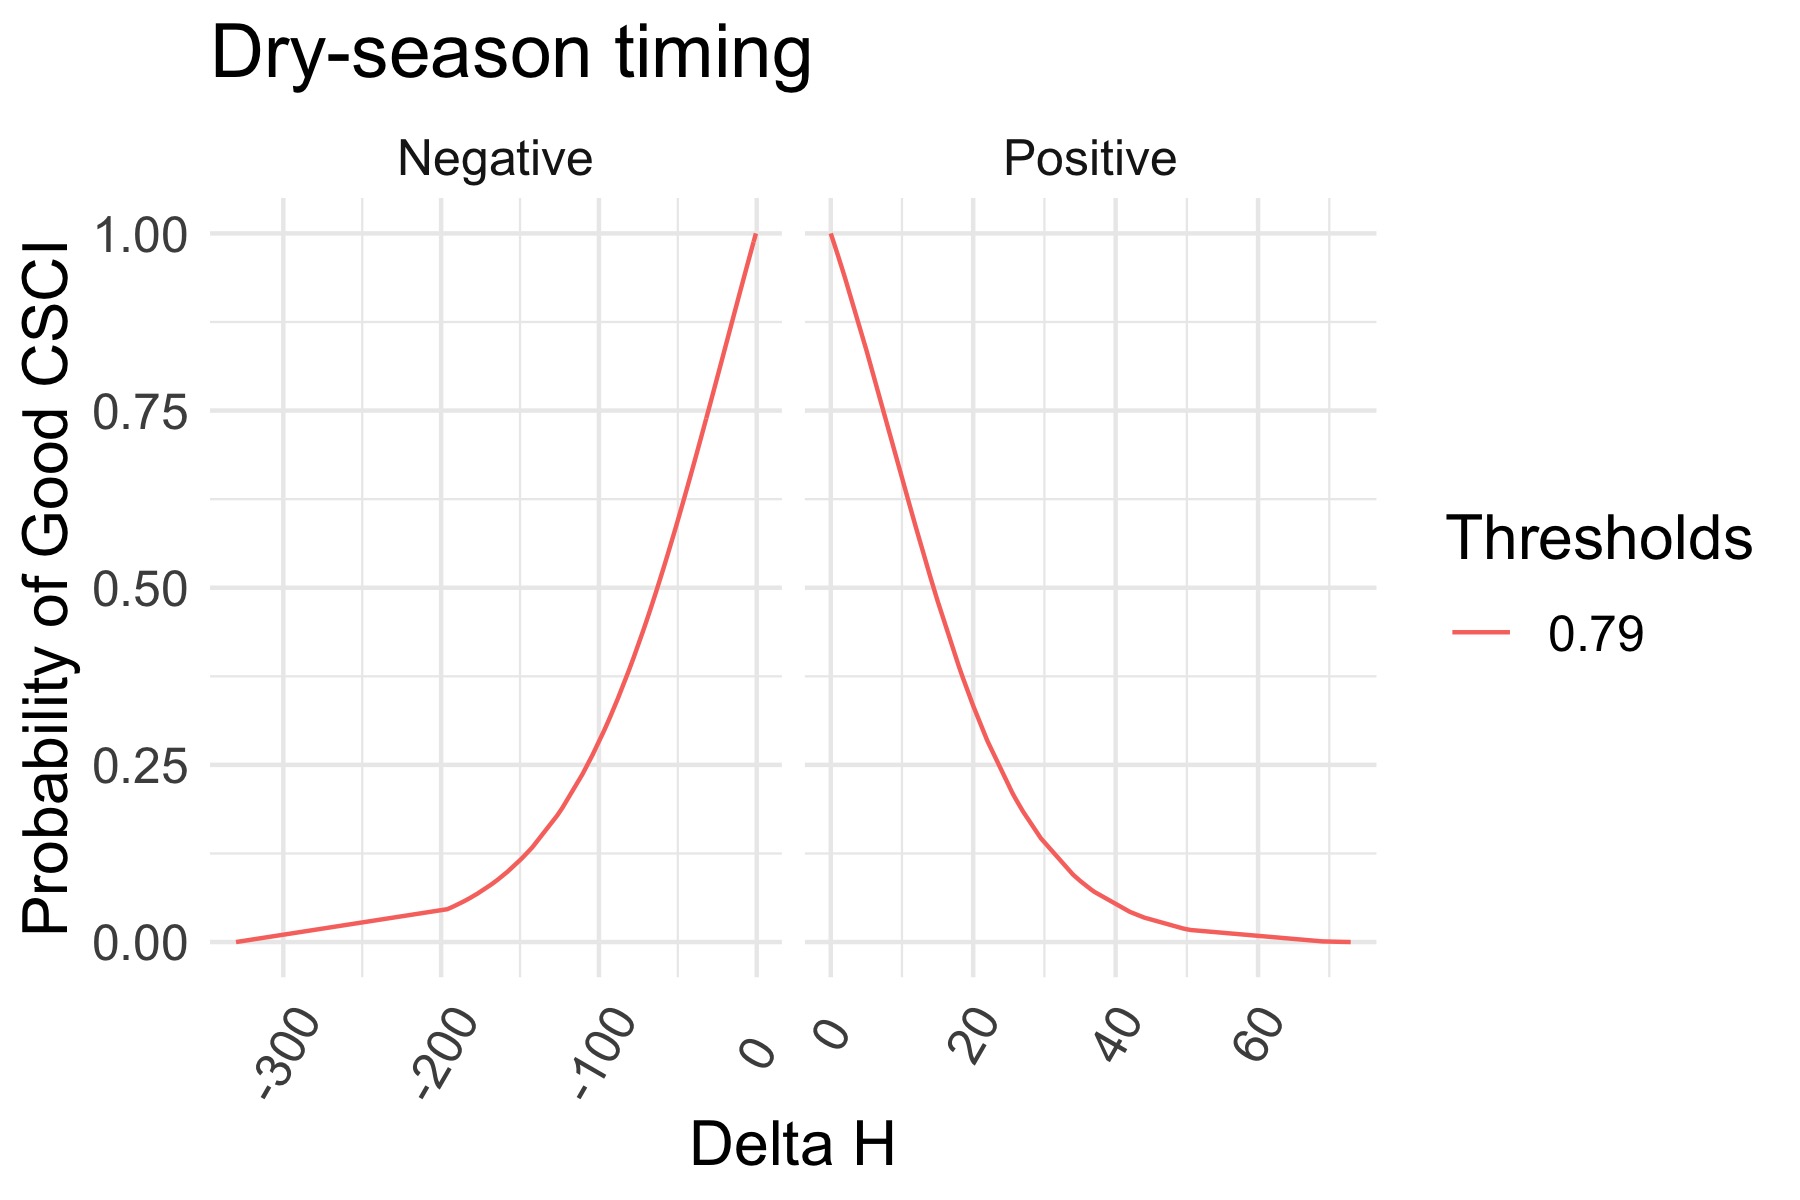 Dry-season timing
Negative
Positive
Probability of Good CSCI
1.00
0.75
0.50
0.25
0.00
-300
-200
-100
0
0
20
40
60
Delta H
Thresholds
0.79